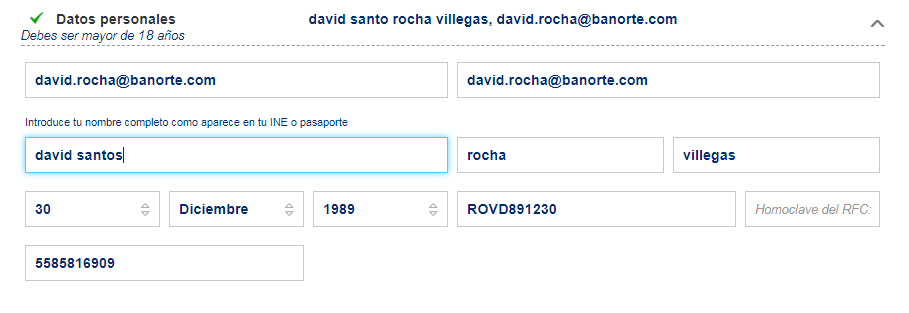 Datos personales david santo rocha villegas, david.rocha@banorte.com
Debes ser mayor de 18 años
david.rocha@banorte.com david.rocha@banorte.com
Introduce tu nombre completo como aparece en tu INE o pasaporte
david santos rocha villegas
30 Diciembre 1989 ROVD891230 Homoclave del RFC:
5585816909